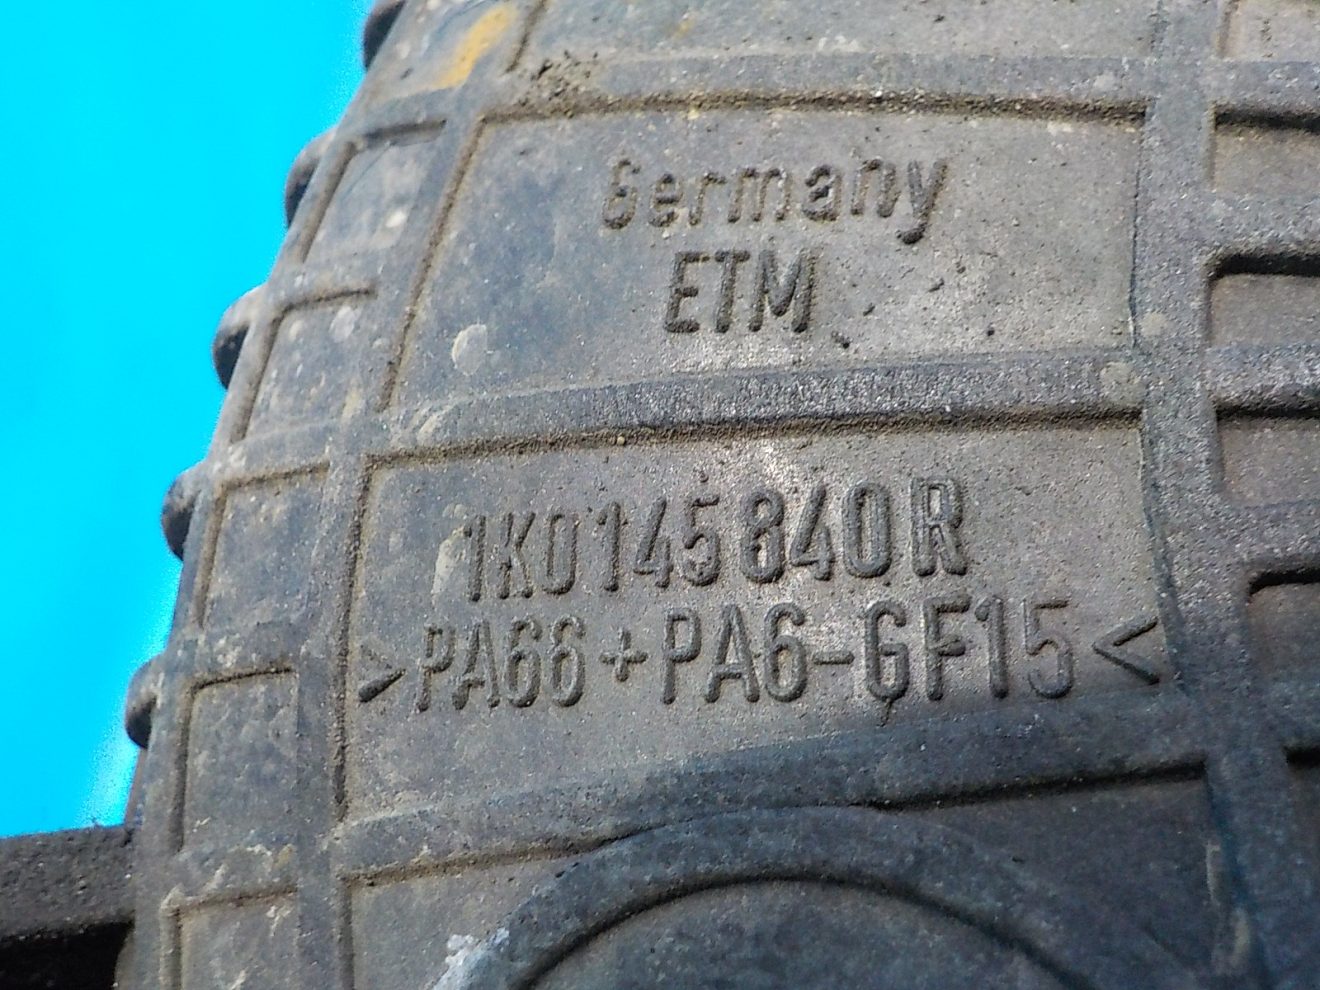 Germany
ETM
1K0145840R
>PA66+PA6-GF15<